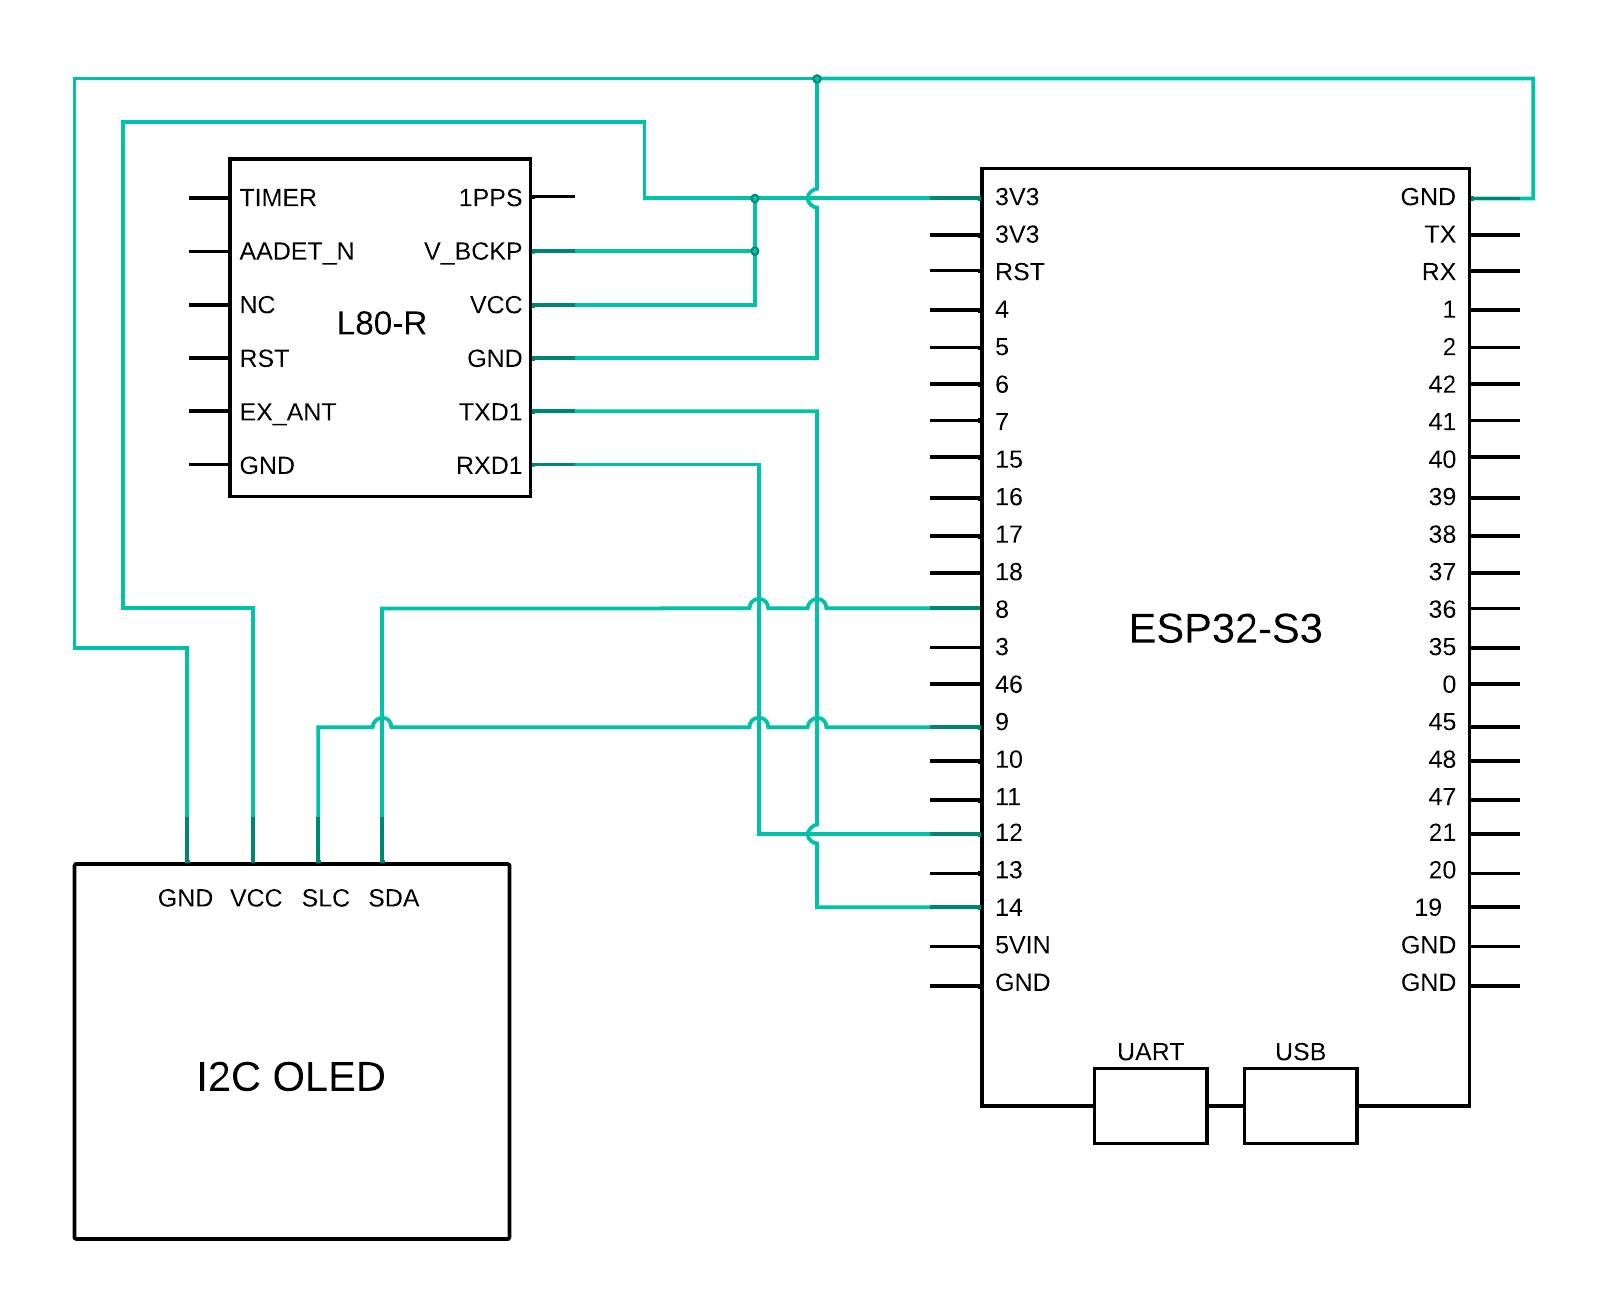 TIMER
AADET_N
NC
RST
EX_ANT
GND
L80-R
1PPS
V_BCKP
VCC
GND
TXD1
RXD1
3V3
3V3
RST
4
5
6
7
15
16
17
18
8
3
46
9
10
11
12
13
14
5VIN
GND
ESP32-S3
GND
TX
RX
1
2
42
41
40
39
38
37
36
35
0
45
48
47
21
20
19
GND
GND
UART USB
GND VCC SLC SDA
I2C OLED